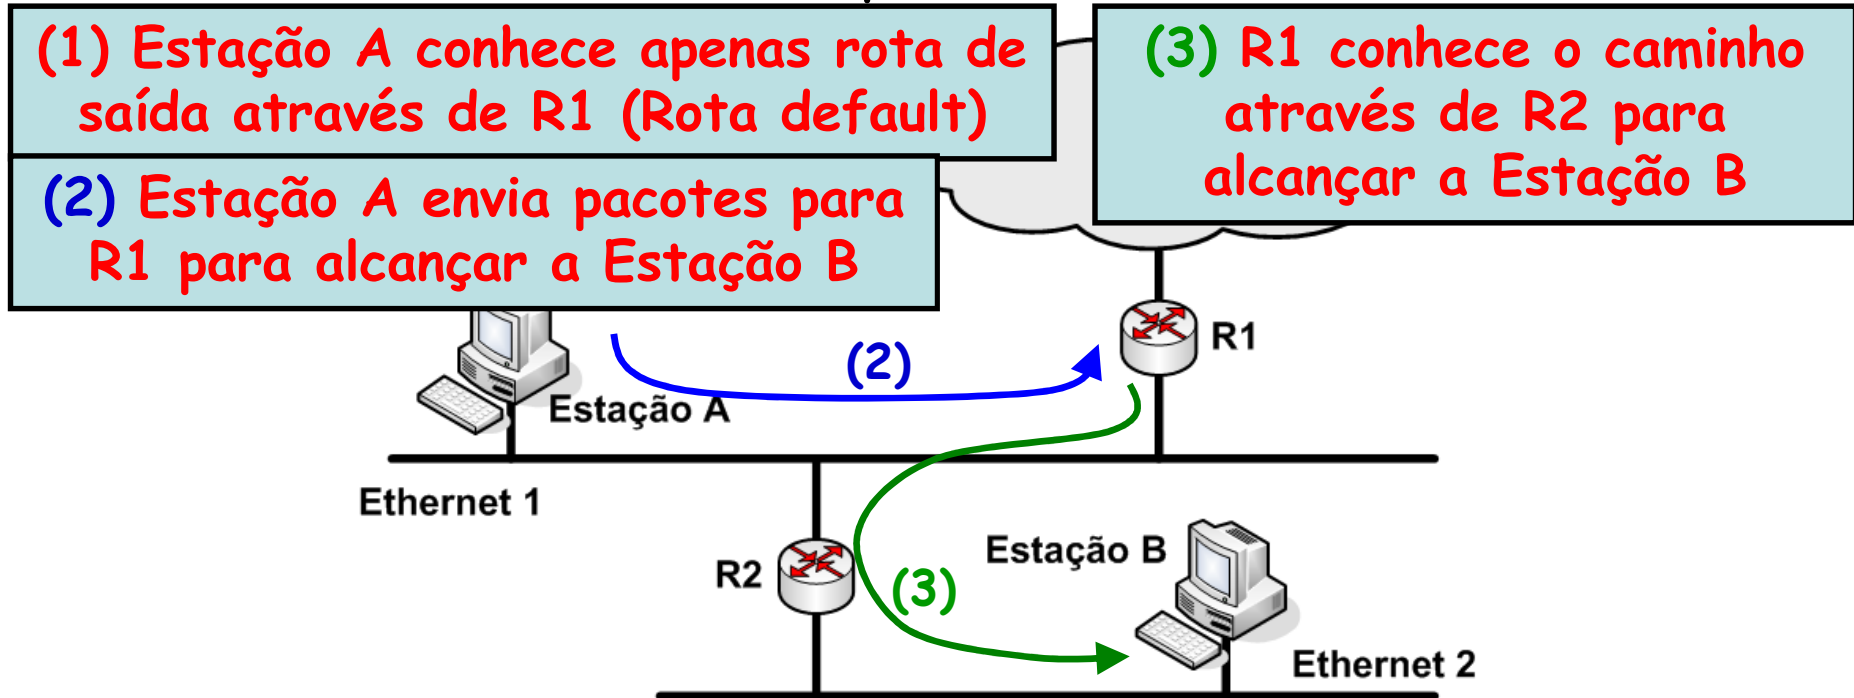 (1) Estação A conhece apenas rota de
saída através de R1 (Rota default)
(3) R1 conhece o caminho
através de R2 para
alcançar a Estação B
(2) Estação A envia pacotes para
R1 para alcançar a Estação B
R1
(2)
Estação A
Ethernet 1
Estação B
R2
(3)
Ethernet 2